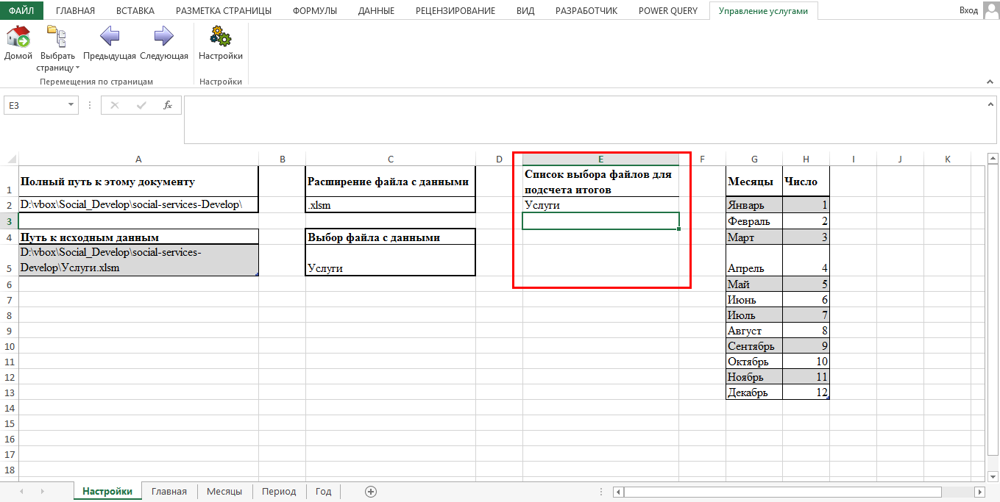 ФАЙЛ ГЛАВНАЯ ВСТАВКА РАЗМЕТКА СТРАНИЦЫ ФОРМУЛЫ ДАННЫЕ РЕЦЕНЗИРОВАНИЕ ВИД РАЗРАБОТЧИК POWER QUERY Управление услугами Вход
Домой Выбрать страницу Предыдущая Следующая Настройки
Перемещения по страницам Настройки
E3 fx
A B C D E F G H I J K
1 Полный путь к этому документу Расширение файла с данными Список выбора файлов для подсчета итогов Месяцы Число
2 D:\vbox\Social_Develop\social-services-Develop\ .xlsm Услуги Январь 1
3 Февраль 2
4 Путь к исходным данным Выбор файла с данными Март 3
5 D:\vbox\Social_Develop\social-services-Develop\Услуги.xlsm Услуги Апрель 4
6 Май 5
7 Июнь 6
8 Июль 7
9 Август 8
10 Сентябрь 9
11 Октябрь 10
12 Ноябрь 11
13 Декабрь 12
14
15
16
17
18
Настройки Главная Месяцы Период Год